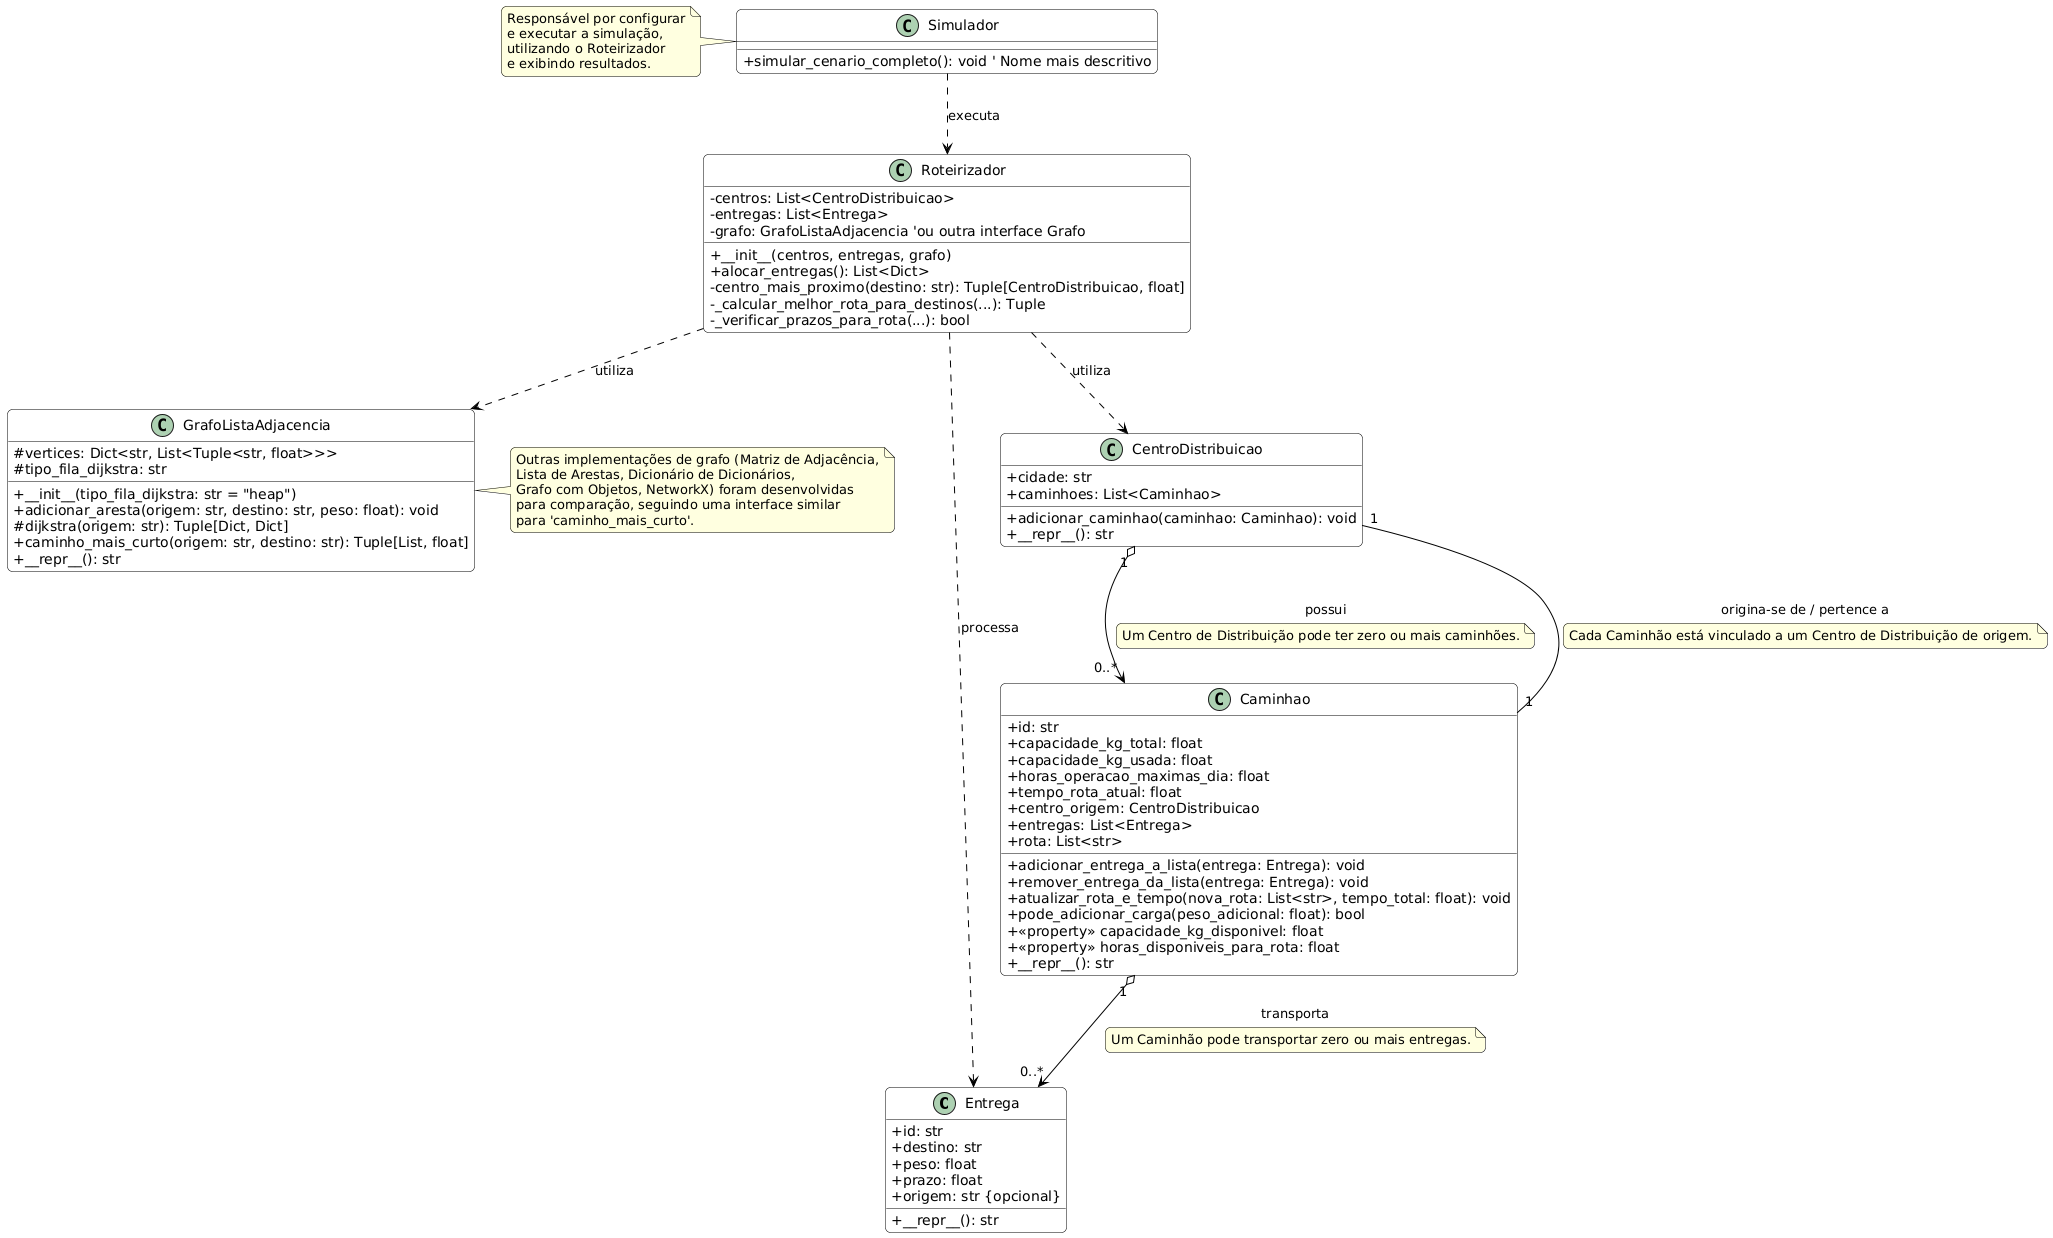 Responsável por configurar
e executar a simulação,
utilizando o Roteirizador
e exibindo resultados.
C Simulador
+simular_cenario_completo(): void ' Nome mais descritivo
executa
C Roteirizador
-centros: List<CentroDistribuicao>
-entregas: List<Entrega>
-grafo: GrafoListaAdjacencia 'ou outra interface Grafo
+__init__(centros, entregas, grafo)
+alocar_entregas(): List<Dict>
-centro_mais_proximo(destino: str): Tuple[CentroDistribuicao, float]
-_calcular_melhor_rota_para_destinos(...): Tuple
-_verificar_prazos_para_rota(...): bool
utiliza
utiliza
C GrafoListaAdjacencia
#vertices: Dict<str, List<Tuple<str, float>>>
#tipo_fila_dijkstra: str
+__init__(tipo_fila_dijkstra: str = "heap")
+adicionar_aresta(origem: str, destino: str, peso: float): void
#dijkstra(origem: str): Tuple[Dict, Dict]
+caminho_mais_curto(origem: str, destino: str): Tuple[List, float]
+__repr__(): str
Outras implementações de grafo (Matriz de Adjacência,
Lista de Arestas, Dicionário de Dicionários,
Grafo com Objetos, NetworkX) foram desenvolvidas
para comparação, seguindo uma interface similar
para 'caminho_mais_curto'.
C CentroDistribuicao
+cidade: str
+caminhoes: List<Caminhao>
+adicionar_caminhao(caminhao: Caminhao): void
+__repr__(): str
1
1
possui
Um Centro de Distribuição pode ter zero ou mais caminhões.
origina-se de / pertence a
Cada Caminhão está vinculado a um Centro de Distribuição de origem.
processa
0..*
1
C Caminhao
+id: str
+capacidade_kg_total: float
+capacidade_kg_usada: float
+horas_operacao_maximas_dia: float
+tempo_rota_atual: float
+centro_origem: CentroDistribuicao
+entregas: List<Entrega>
+rota: List<str>
+adicionar_entrega_a_lista(entrega: Entrega): void
+remover_entrega_da_lista(entrega: Entrega): void
+atualizar_rota_e_tempo(nova_rota: List<str>, tempo_total: float): void
+pode_adicionar_carga(peso_adicional: float): bool
+«property» capacidade_kg_disponivel: float
+«property» horas_disponiveis_para_rota: float
+__repr__(): str
1
transporta
Um Caminhão pode transportar zero ou mais entregas.
0..*
C Entrega
+id: str
+destino: str
+peso: float
+prazo: float
+origem: str {opcional}
+__repr__(): str